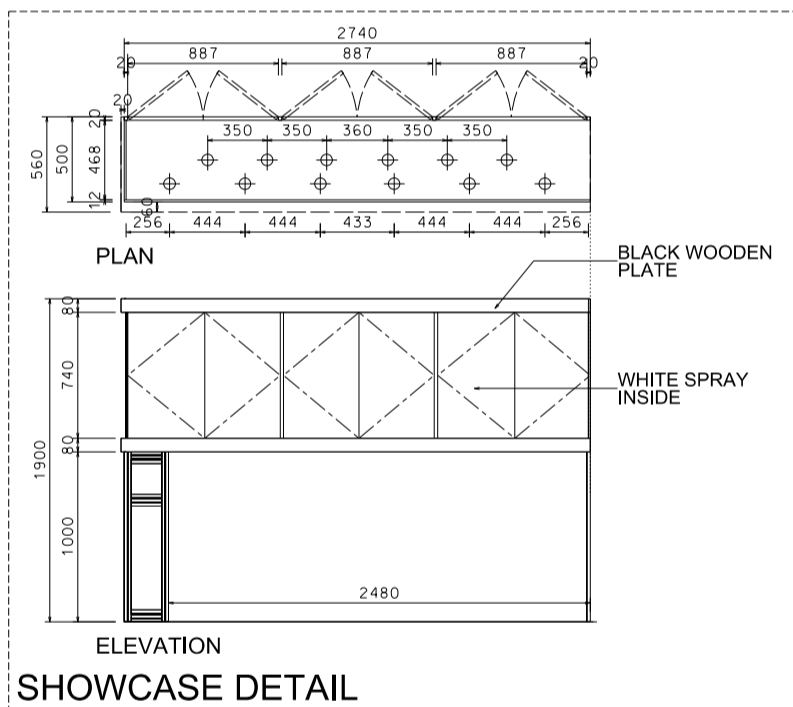 2740
887 887 887
20 20
20
20
350 350 360 350 350
560
500
468
12
60
256 444 444 433 444 444 256
PLAN
BLACK WOODEN
PLATE
80
740
WHITE SPRAY
INSIDE
80
1900
1000
2480
ELEVATION
SHOWCASE DETAIL